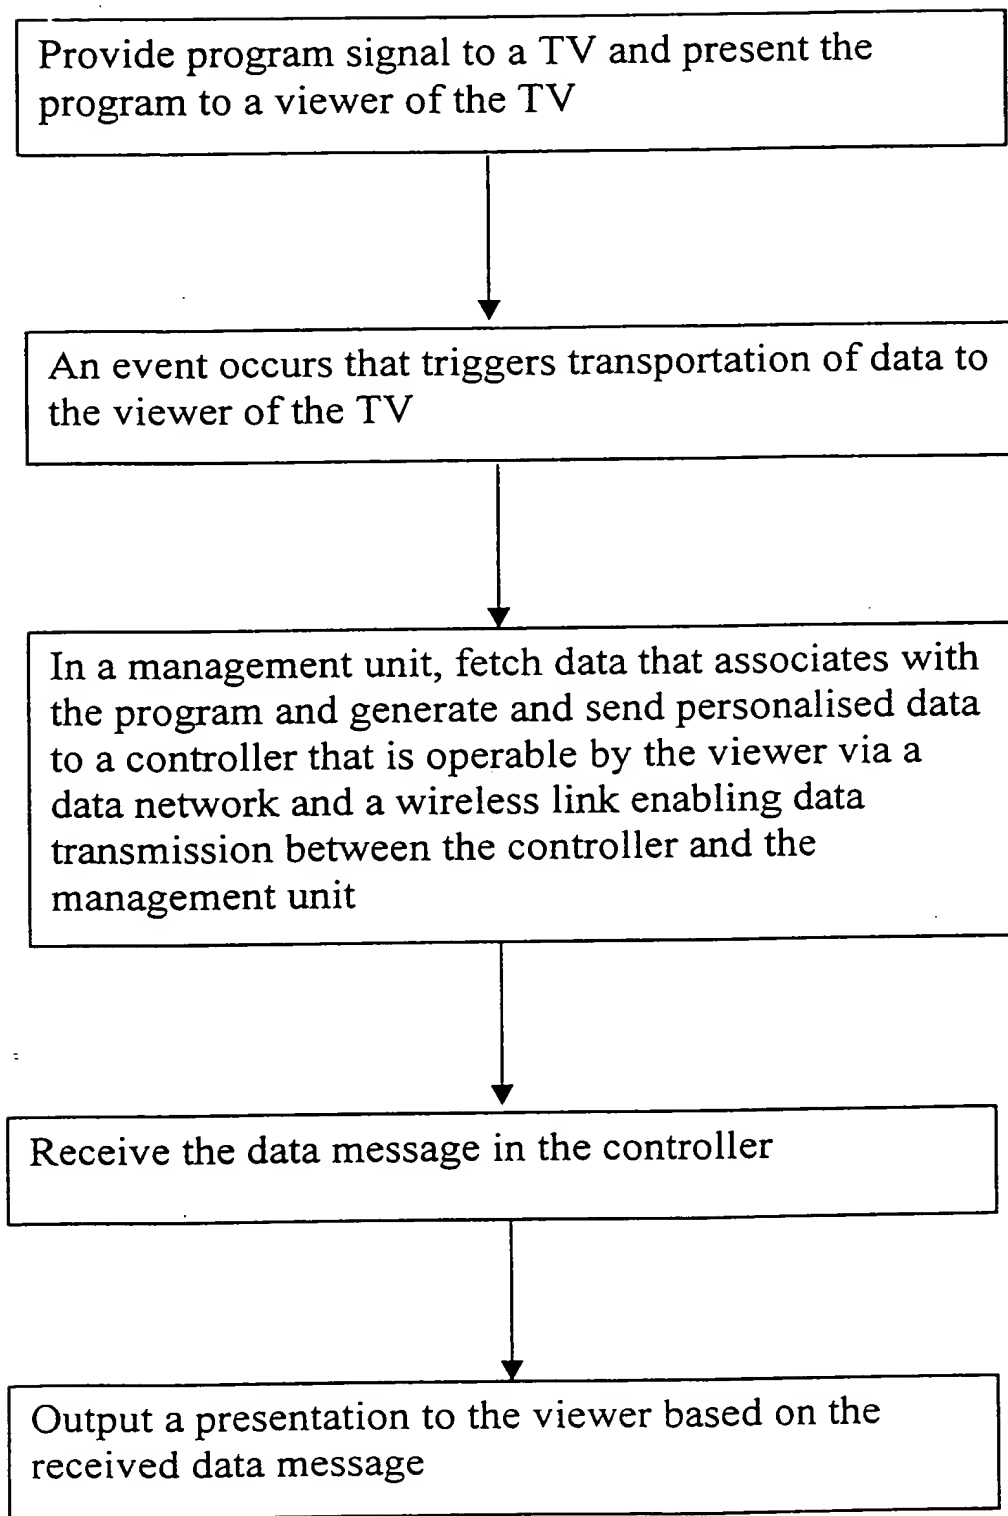 Provide program signal to a TV and present the
program to a viewer of the TV
An event occurs that triggers transportation of data to
the viewer of the TV
In a management unit, fetch data that associates with
the program and generate and send personalised data
to a controller that is operable by the viewer via a
data network and a wireless link enabling data
transmission between the controller and the
management unit
Receive the data message in the controller
Output a presentation to the viewer based on the
received data message